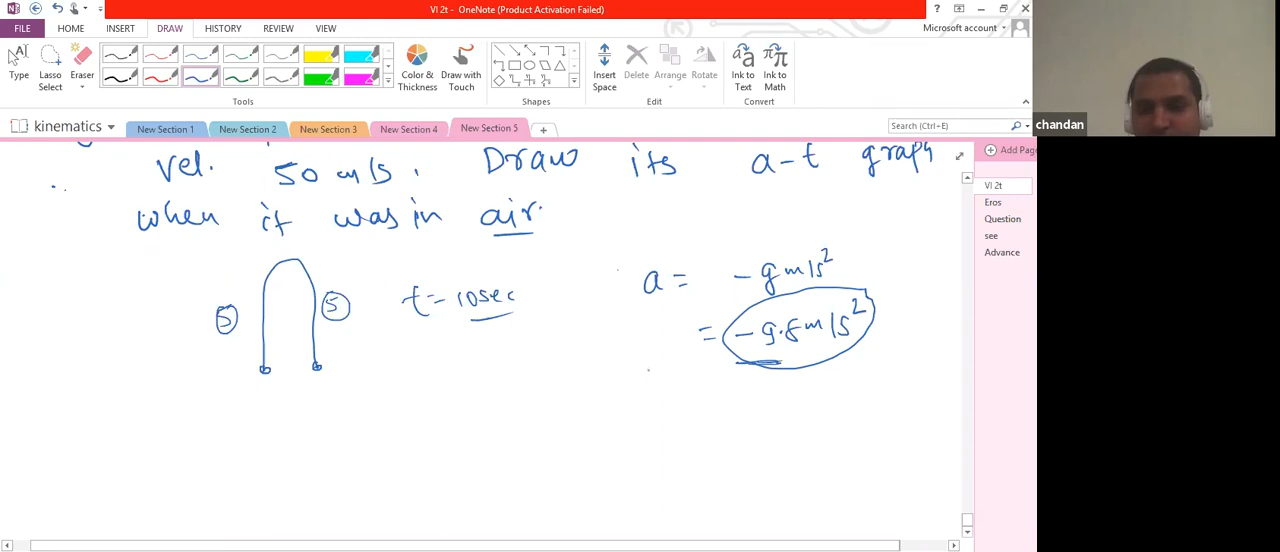 VI 2t - OneNote (Product Activation Failed)
FILE HOME INSERT DRAW HISTORY REVIEW VIEW
Microsoft account
Type Lasso Select Eraser
Color & Thickness Draw with Touch
Insert Space Delete Arrange Rotate
Ink to Text Ink to Math
Tools Shapes Edit Convert
kinematics New Section 1 New Section 2 New Section 3 New Section 4 New Section 5
Search (Ctrl+E)
chandan
Add Page
VI 2t
Eros
Question
see
Advance
vel. 50 m/s. Draw its a-t graph
when it was in air.
5 5 t = 10sec
a = -g m/s²
= -9.8 m/s²